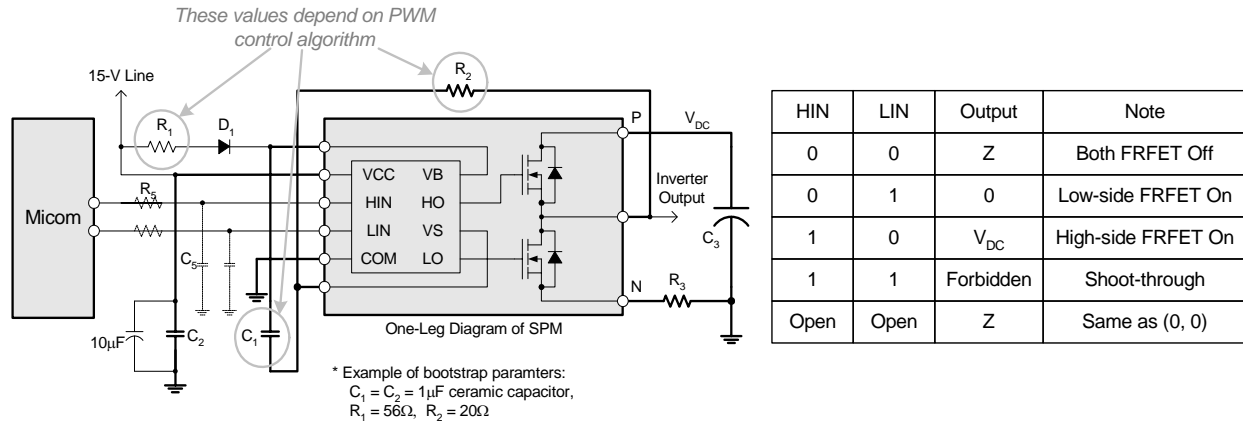 These values depend on PWM
control algorithm
15-V Line
R1
D1
R2
Micom
R5
C5
10μF
C2
C1
VCC
VB
HIN
HO
LIN
VS
COM
LO
P
VDC
Inverter
Output
C3
N
R3
One-Leg Diagram of SPM
* Example of bootstrap paramters:
C1 = C2 = 1μF ceramic capacitor,
R1 = 56Ω, R2 = 20Ω
HIN LIN Output Note
0 0 Z Both FRFET Off
0 1 0 Low-side FRFET On
1 0 VDC High-side FRFET On
1 1 Forbidden Shoot-through
Open Open Z Same as (0, 0)